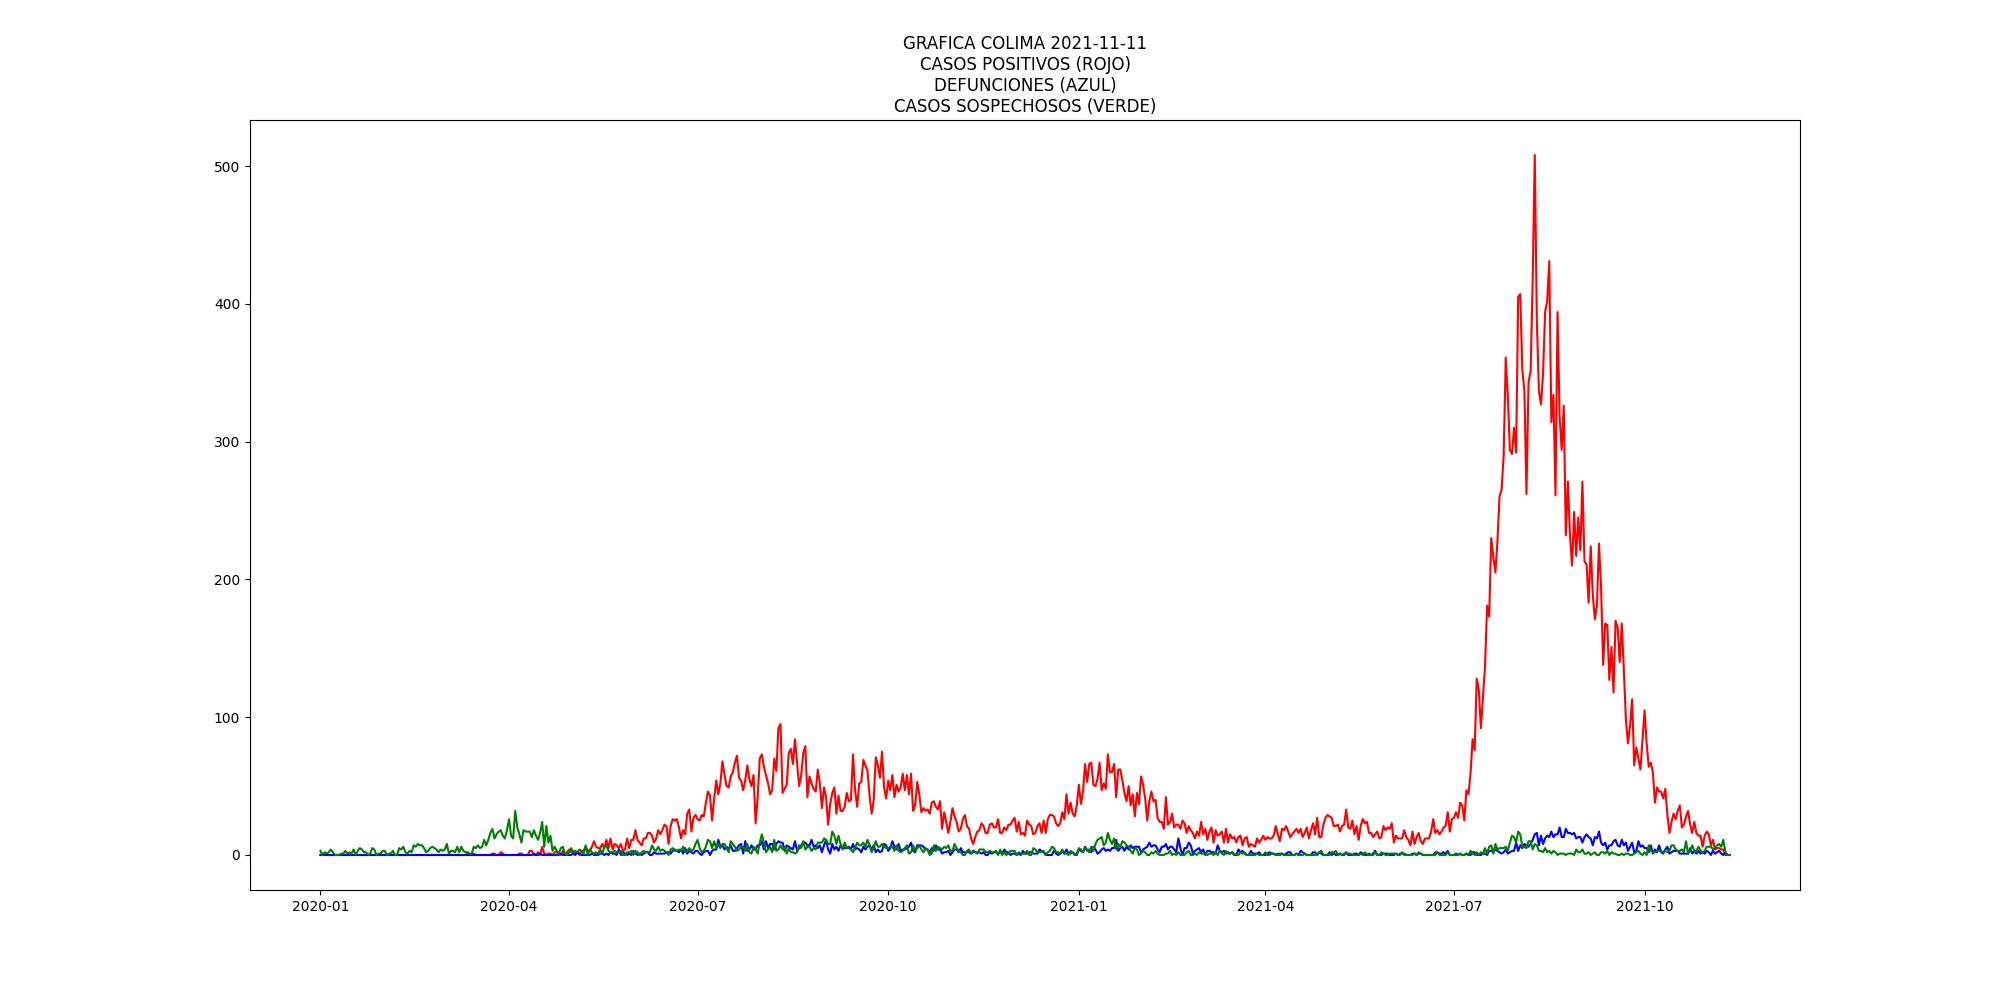 GRAFICA COLIMA 2021-11-11
CASOS POSITIVOS (ROJO)
DEFUNCIONES (AZUL)
CASOS SOSPECHOSOS (VERDE)
500
400
300
200
100
0
2020-01 2020-04 2020-07 2020-10 2021-01 2021-04 2021-07 2021-10